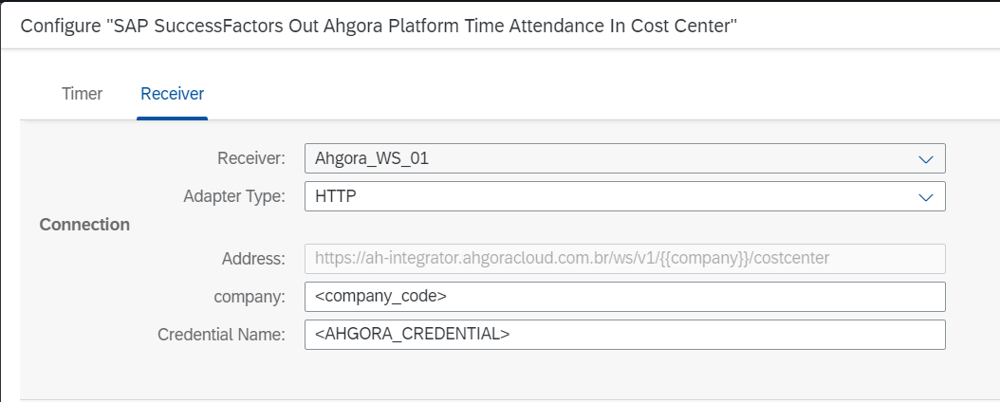 Configure "SAP SuccessFactors Out Ahgora Platform Time Attendance In Cost Center"
Timer Receiver
Receiver: Ahgora_WS_01
Adapter Type: HTTP
Connection
Address: https://ah-integrator.ahgoracloud.com.br/ws/v1/{{company}}/costcenter
company: <company_code>
Credential Name: <AHGORA_CREDENTIAL>